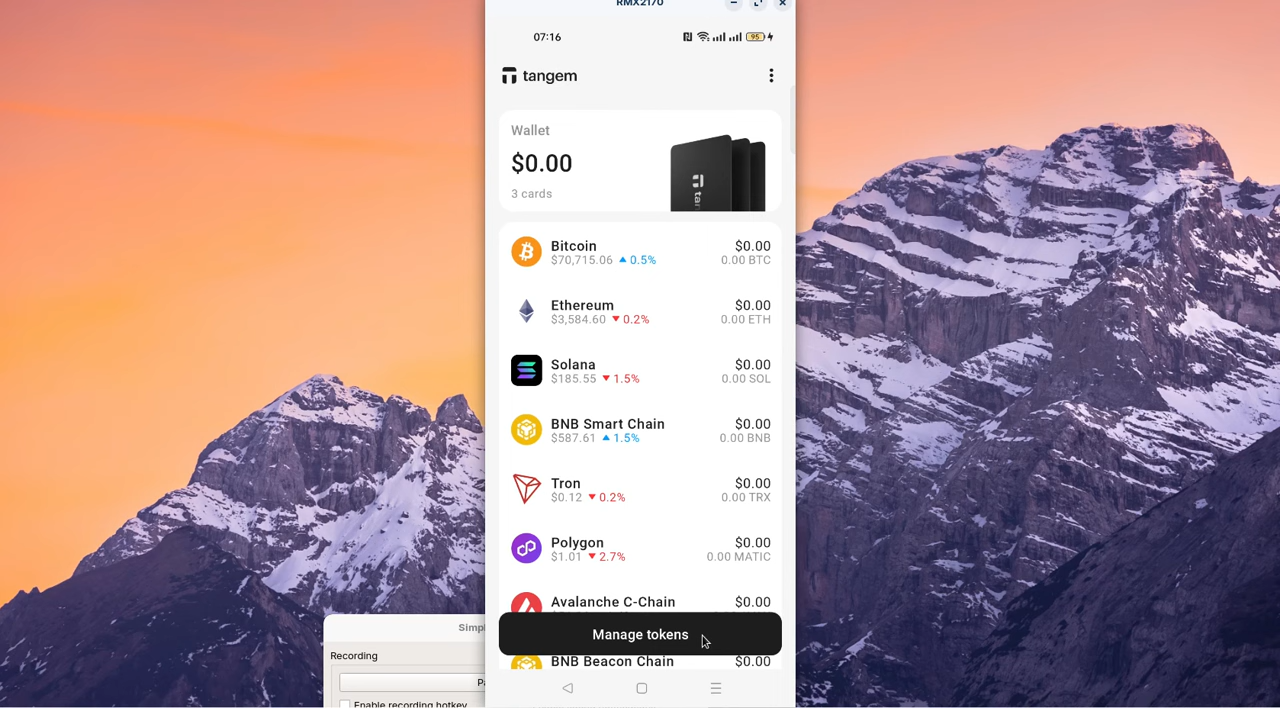 RMX2170
07:16
95
tangem
Wallet
$0.00
3 cards
Bitcoin $0.00
$70,715.06 0.5% 0.00 BTC
Ethereum $0.00
$3,584.60 0.2% 0.00 ETH
Solana $0.00
$185.55 1.5% 0.00 SOL
BNB Smart Chain $0.00
$587.61 1.5% 0.00 BNB
Tron $0.00
$0.12 0.2% 0.00 TRX
Polygon $0.00
$1.01 2.7% 0.00 MATIC
Avalanche C-Chain $0.00
Manage tokens
BNB Beacon Chain $0.00
Recording
Enable recording hotkey